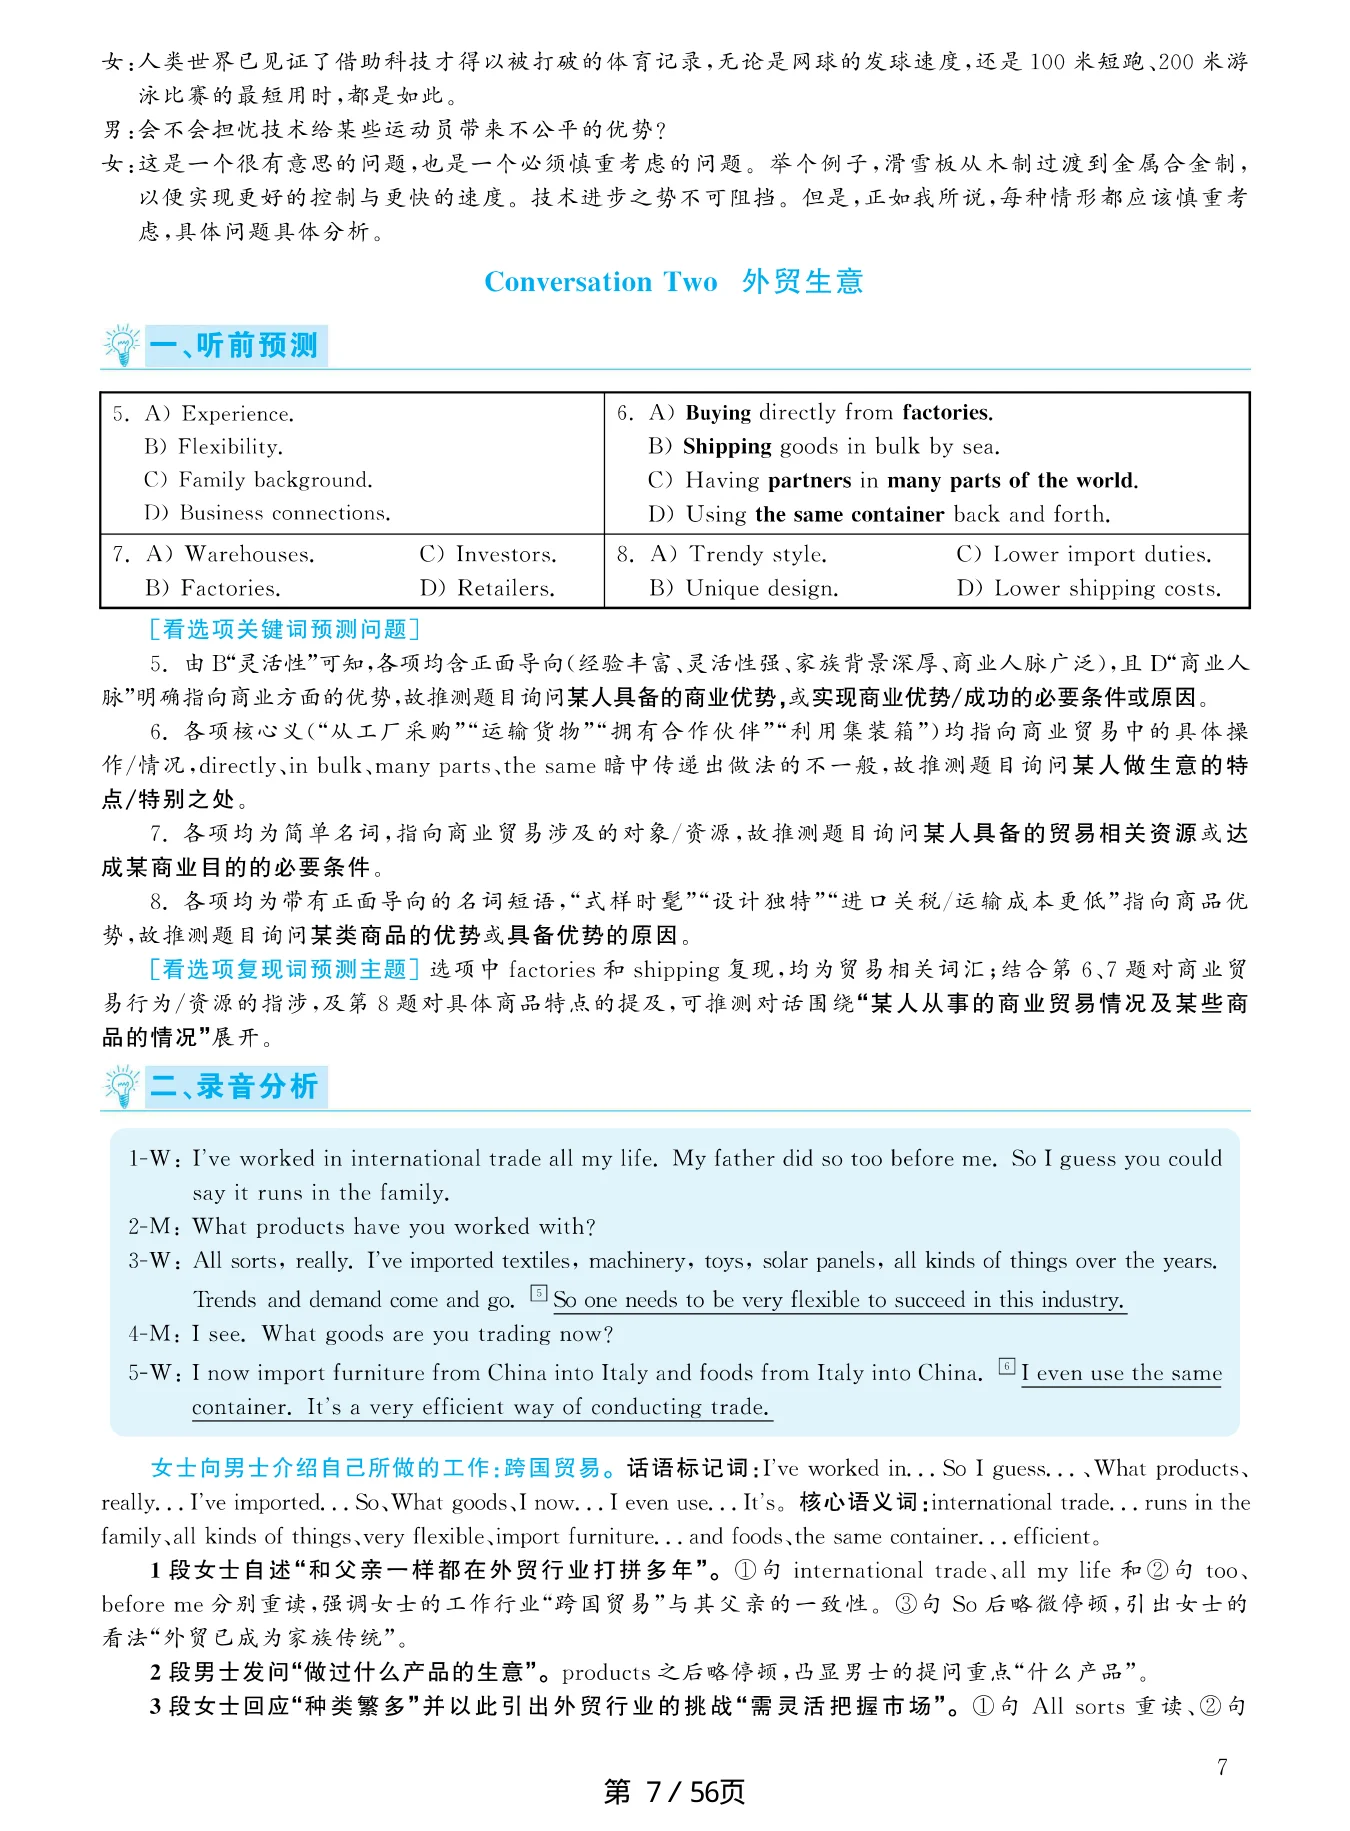 女:人类世界已见证了借助科技才得以被打破的体育记录,无论是网球的发球速度,还是 100 米短跑、200 米游
泳比赛的最短用时,都是如此。
男:会不会担忧技术给某些运动员带来不公平的优势?
女:这是一个很有意思的问题,也是一个必须慎重考虑的问题。举个例子,滑雪板从木制过渡到金属合金制,
以便实现更好的控制与更快的速度。技术进步之势不可阻挡。但是,正如我所说,每种情形都应该慎重考
虑,具体问题具体分析。
Conversation Two 外贸生意
一、听前预测
5. A) Experience.
B) Flexibility.
C) Family background.
D) Business connections.
6. A) Buying directly from factories.
B) Shipping goods in bulk by sea.
C) Having partners in many parts of the world.
D) Using the same container back and forth.
7. A) Warehouses. C) Investors.
B) Factories. D) Retailers.
8. A) Trendy style. C) Lower import duties.
B) Unique design. D) Lower shipping costs.
[看选项关键词预测问题]
5. 由 B“灵活性”可知,各项均含正面导向(经验丰富、灵活性强、家族背景深厚、商业人脉广泛),且 D“商业人
脉”明确指向商业方面的优势,故推测题目询问某人具备的商业优势,或实现商业优势/成功的必要条件或原因。
6. 各项核心义(“从工厂采购”“运输货物”“拥有合作伙伴”“利用集装箱”)均指向商业贸易中的具体操
作/情况,directly、in bulk、many parts、the same 暗中传递出做法的不一般,故推测题目询问某人做生意的特
点/特别之处。
7. 各项均为简单名词,指向商业贸易涉及的对象/资源,故推测题目询问某人具备的贸易相关资源或达
成某商业目的的必要条件。
8. 各项均为带有正面导向的名词短语,“式样时髦”“设计独特”“进口关税/运输成本更低”指向商品优
势,故推测题目询问某类商品的优势或具备优势的原因。
[看选项复现词预测主题] 选项中 factories 和 shipping 复现,均为贸易相关词汇;结合第 6、7 题对商业贸
易行为/资源的指涉,及第 8 题对具体商品特点的提及,可推测对话围绕“某人从事的商业贸易情况及某些商
品的情况”展开。
二、录音分析
1-W: I've worked in international trade all my life. My father did so too before me. So I guess you could
say it runs in the family.
2-M: What products have you worked with?
3-W: All sorts, really. I've imported textiles, machinery, toys, solar panels, all kinds of things over the years.
Trends and demand come and go. [5] So one needs to be very flexible to succeed in this industry.
4-M: I see. What goods are you trading now?
5-W: I now import furniture from China into Italy and foods from Italy into China. [6] I even use the same
container. It's a very efficient way of conducting trade.
女士向男士介绍自己所做的工作:跨国贸易。话语标记词:I've worked in... So I guess...、What products、
really... I've imported... So、What goods、I now... I even use... It's。核心语义词:international trade... runs in the
family、all kinds of things、very flexible、import furniture... and foods、the same container... efficient。
1 段女士自述“和父亲一样都在外贸行业打拼多年”。①句 international trade、all my life 和②句 too、
before me 分别重读,强调女士的工作行业“跨国贸易”与其父亲的一致性。③句 So 后略微停顿,引出女士的
看法“外贸已成为家族传统”。
2 段男士发问“做过什么产品的生意”。products 之后略停顿,凸显男士的提问重点“什么产品”。
3 段女士回应“种类繁多”并以此引出外贸行业的挑战“需灵活把握市场”。①句 All sorts 重读、②句
7
第 7 / 56页